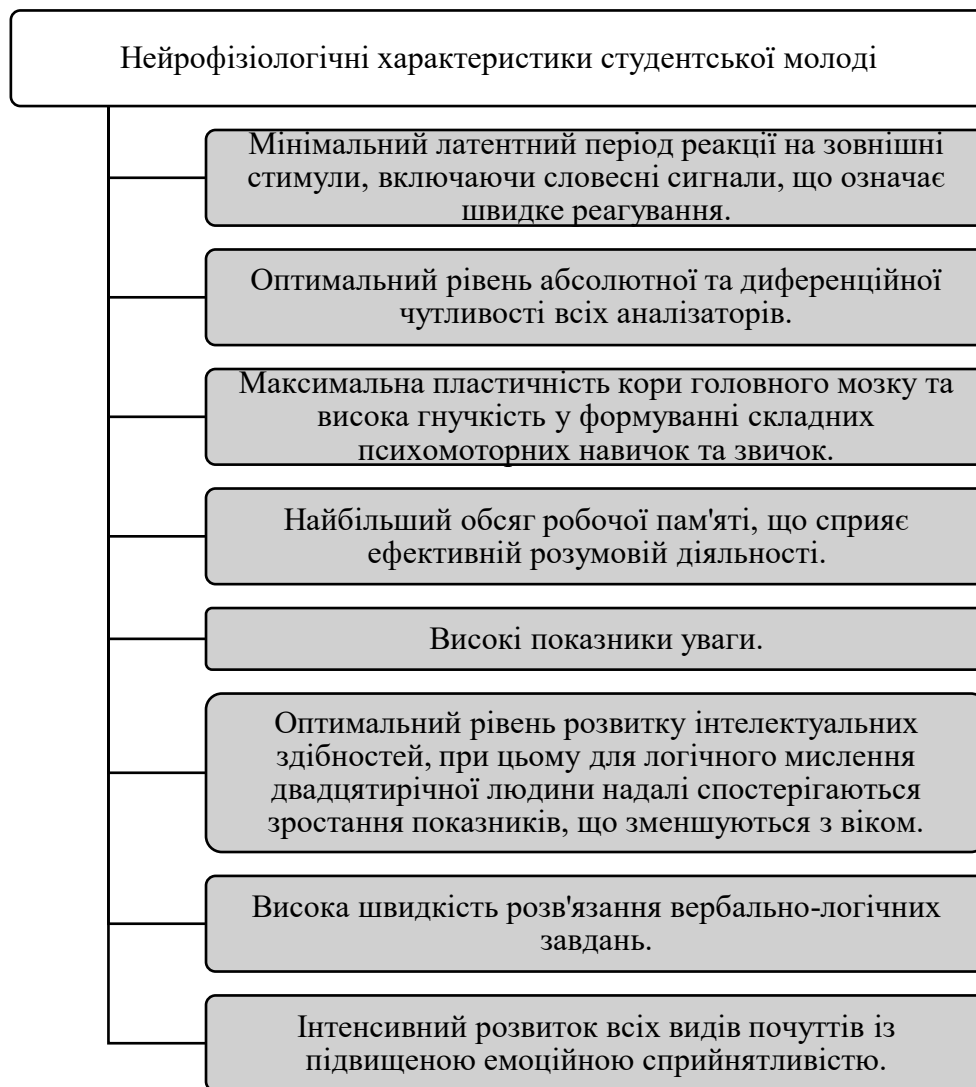 Нейрофізіологічні характеристики студентської молоді
Мінімальний латентний період реакції на зовнішні
стимули, включаючи словесні сигнали, що означає
швидке реагування.
Оптимальний рівень абсолютної та диференційної
чутливості всіх аналізаторів.
Максимальна пластичність кори головного мозку та
висока гнучкість у формуванні складних
психомоторних навичок та звичок.
Найбільший обсяг робочої пам'яті, що сприяє
ефективній розумовій діяльності.
Високі показники уваги.
Оптимальний рівень розвитку інтелектуальних
здібностей, при цьому для логічного мислення
двадцятирічної людини надалі спостерігаються
зростання показників, що зменшуються з віком.
Висока швидкість розв'язання вербально-логічних
завдань.
Інтенсивний розвиток всіх видів почуттів із
підвищеною емоційною сприйнятливістю.